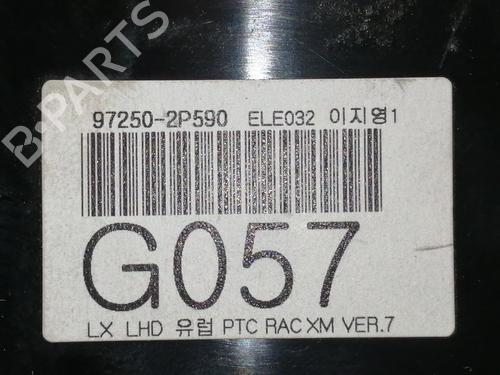 B-PARTS
97250-2P590 ELE032 이지영1
G057
LX LHD 유럽 PTC RAC XM VER.7